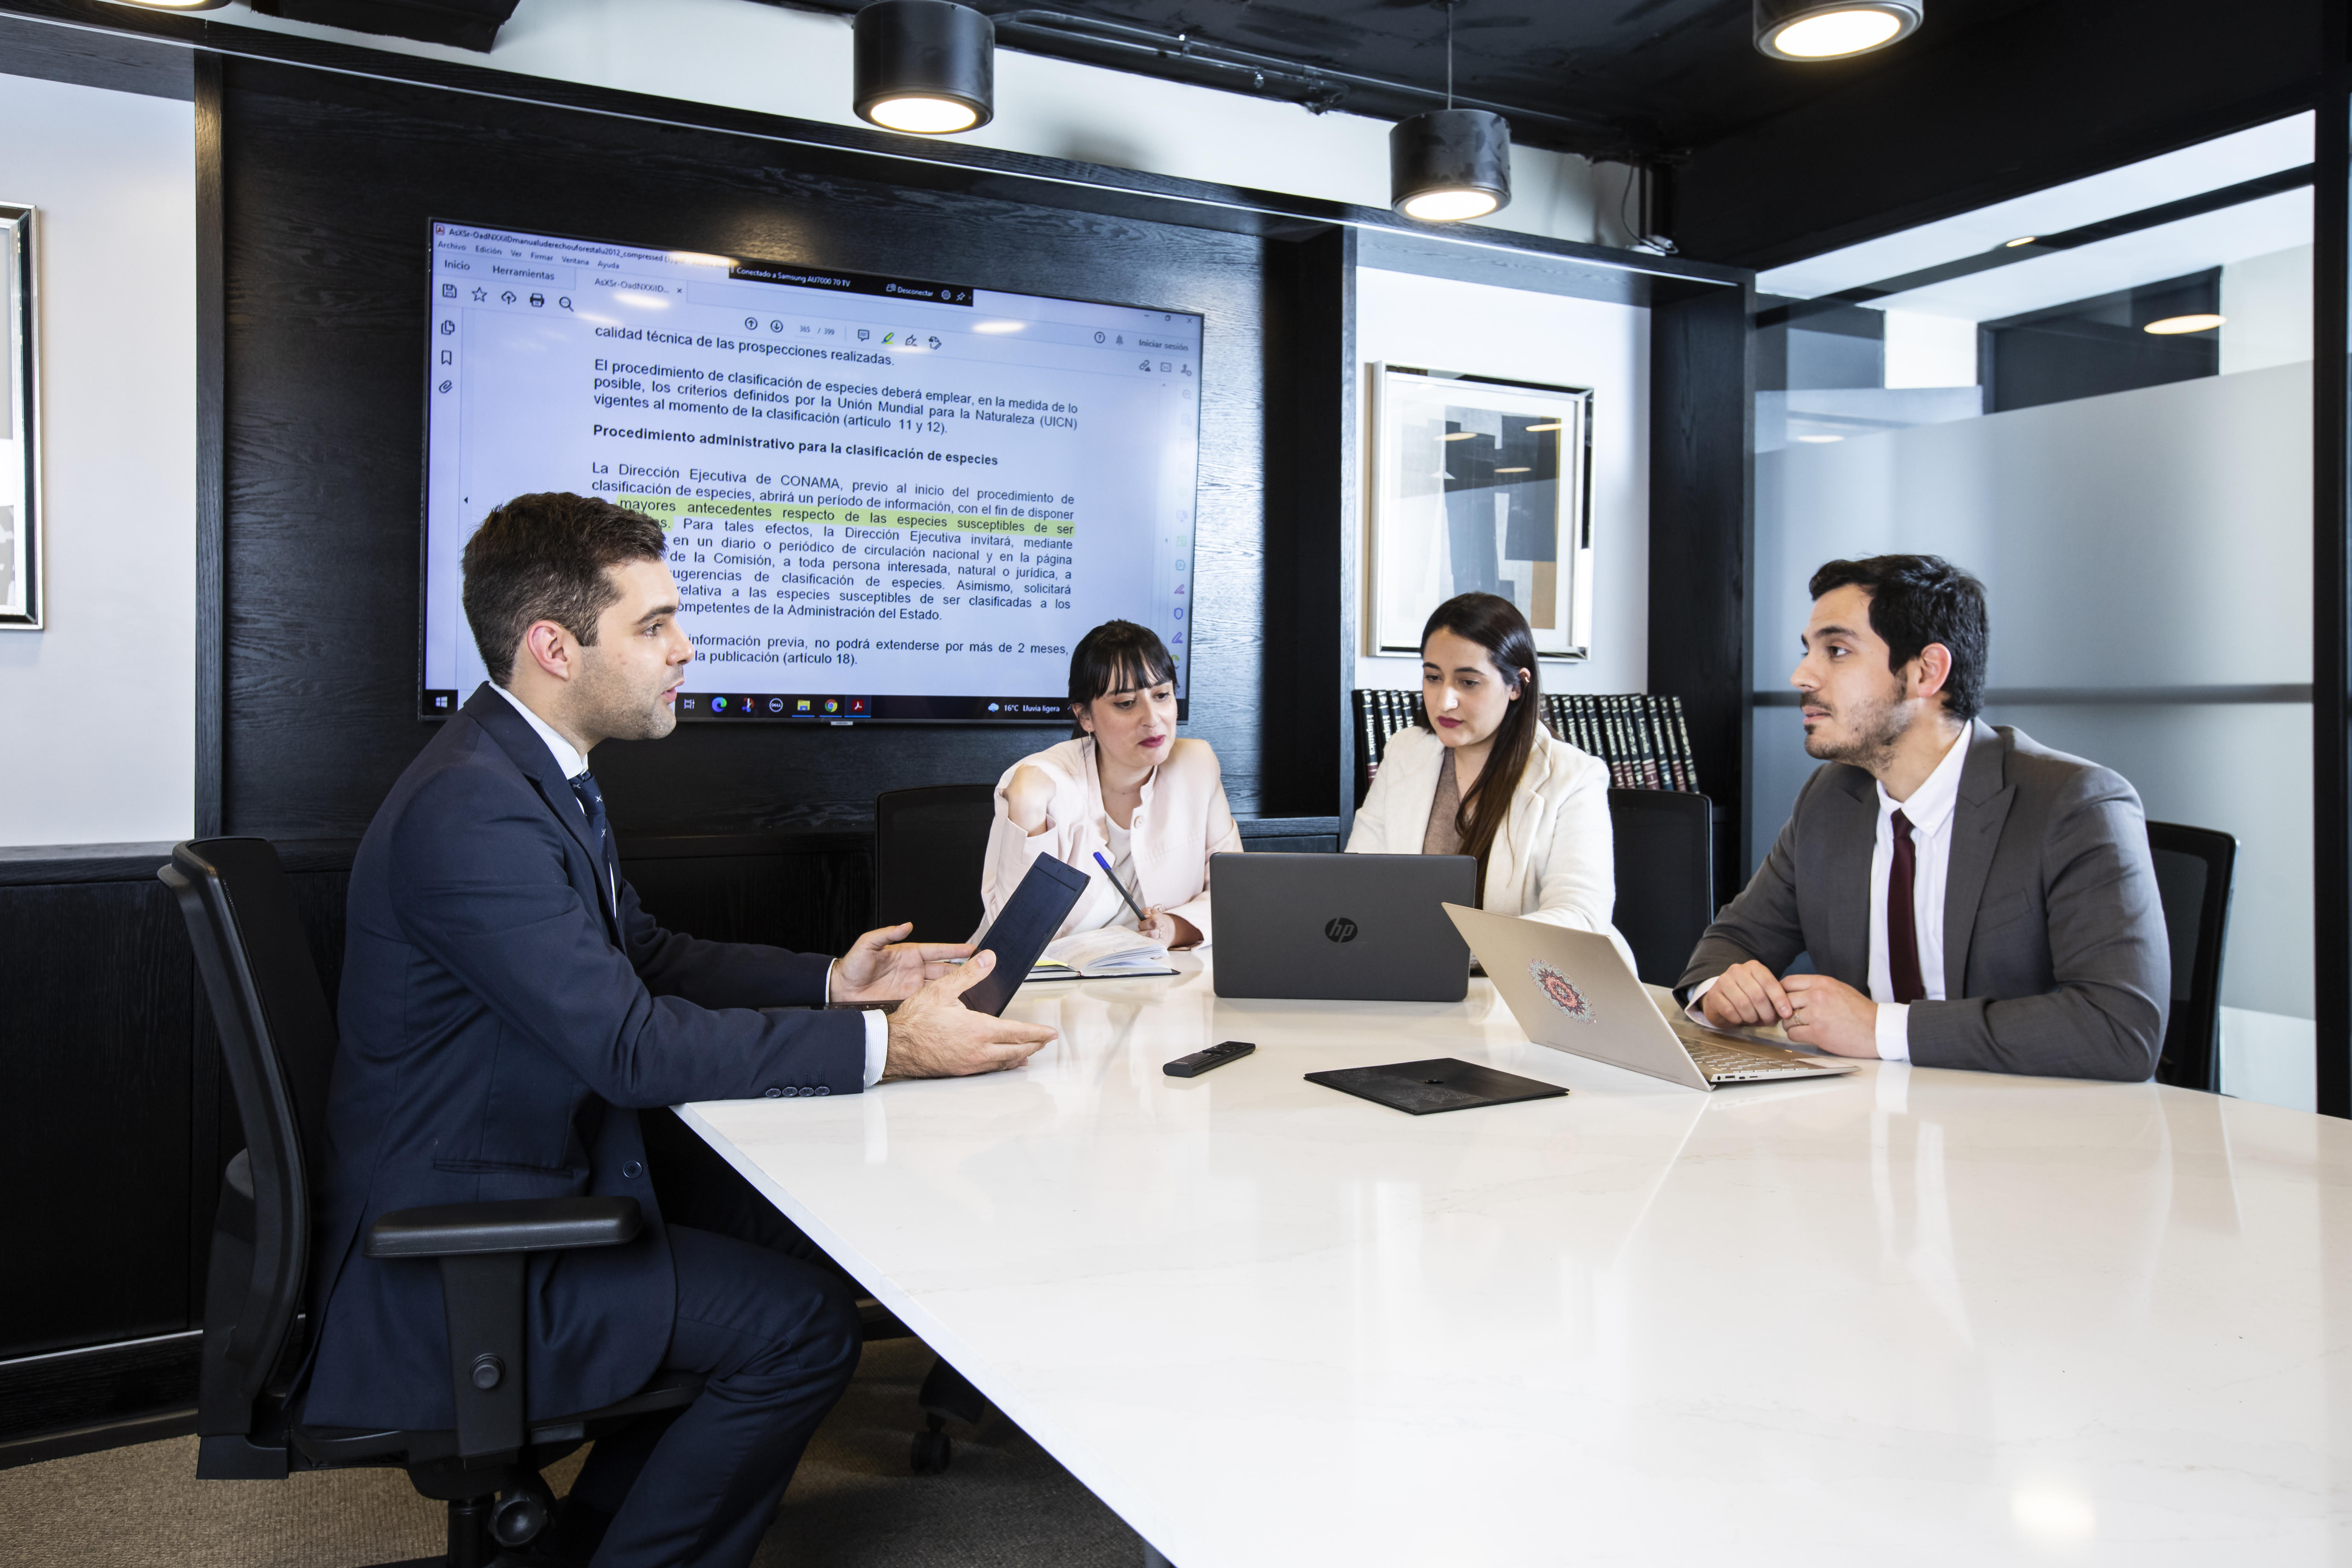 AsXSr-OadNXXilDmanualuderechouforestalu2012_compressed
Archivo Edición Ver Firmar Ventana Ayuda
Conectado a Samsung AU7000 70 TV
Desconectar
Inicio Herramientas AsXSr-OadNXXilD... ×
365 / 399
Iniciar sesión
calidad técnica de las prospecciones realizadas.
El procedimiento de clasificación de especies deberá emplear, en la medida de lo
posible, los criterios definidos por la Unión Mundial para la Naturaleza (UICN)
vigentes al momento de la clasificación (artículo 11 y 12).
Procedimiento administrativo para la clasificación de especies
La Dirección Ejecutiva de CONAMA, previo al inicio del procedimiento de
clasificación de especies, abrirá un período de información, con el fin de disponer
mayores antecedentes respecto de las especies susceptibles de ser
s. Para tales efectos, la Dirección Ejecutiva invitará, mediante
en un diario o periódico de circulación nacional y en la página
de la Comisión, a toda persona interesada, natural o jurídica, a
ugerencias de clasificación de especies. Asimismo, solicitará
relativa a las especies susceptibles de ser clasificadas a los
ompetentes de la Administración del Estado.
información previa, no podrá extenderse por más de 2 meses,
la publicación (artículo 18).
16°C Lluvia ligera
hp